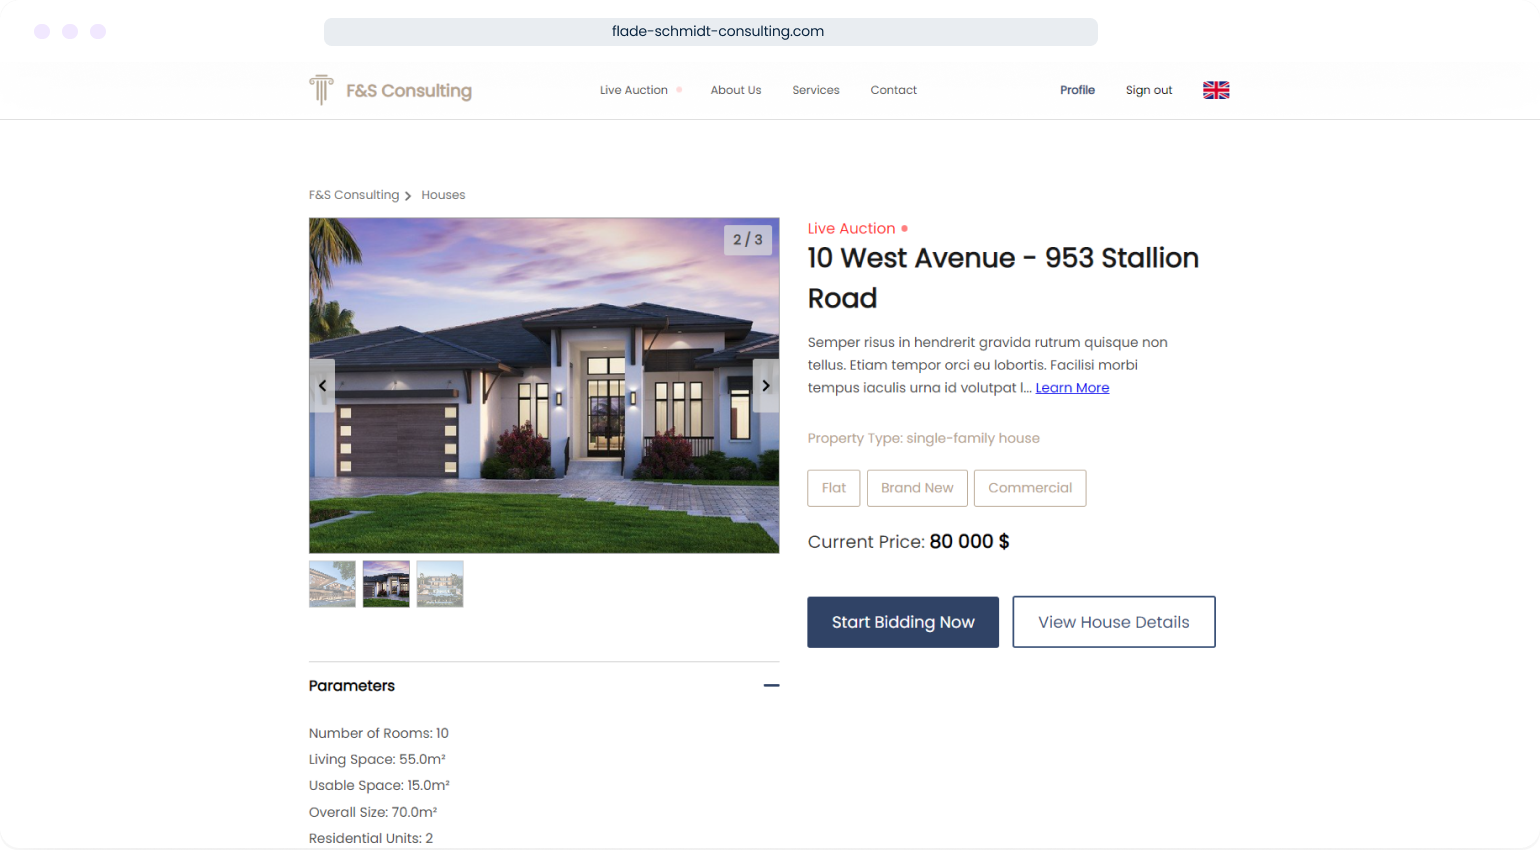 flade-schmidt-consulting.com
F&S Consulting
Live Auction
About Us
Services
Contact
Profile
Sign out
F&S Consulting
Houses
2 / 3
Live Auction
10 West Avenue - 953 Stallion
Road
Semper risus in hendrerit gravida rutrum quisque non
tellus. Etiam tempor orci eu lobortis. Facilisi morbi
tempus iaculis urna id volutpat l... Learn More
Property Type: single-family house
Flat
Brand New
Commercial
Current Price: 80 000 $
Start Bidding Now
View House Details
Parameters
Number of Rooms: 10
Living Space: 55.0m²
Usable Space: 15.0m²
Overall Size: 70.0m²
Residential Units: 2